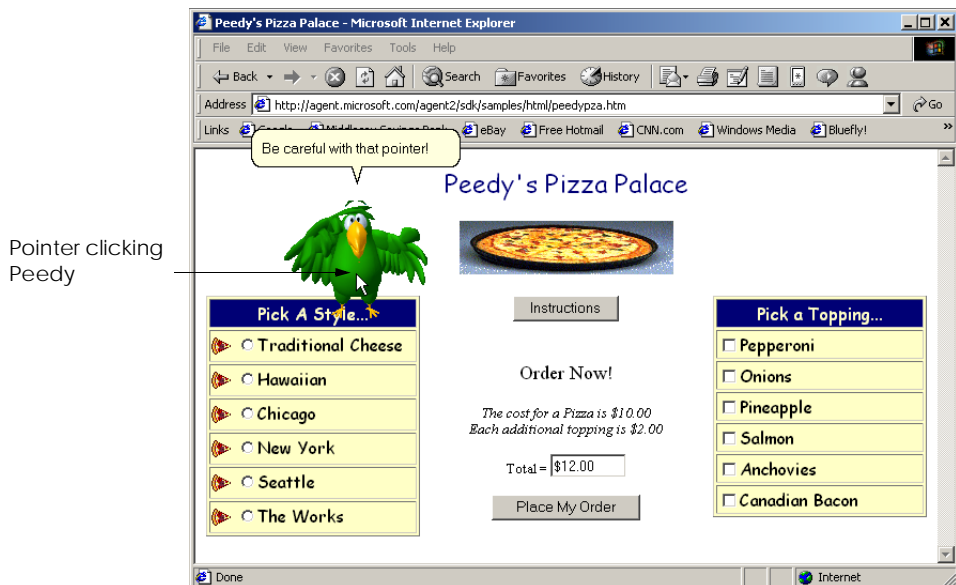 Peedy's Pizza Palace - Microsoft Internet Explorer
File Edit View Favorites Tools Help
Back Search Favorites History
Address http://agent.microsoft.com/agent2/sdk/samples/html/peedypza.htm Go
Links eBay Free Hotmail CNN.com Windows Media Bluefly! »
Be careful with that pointer!
Peedy's Pizza Palace
Pointer clicking
Peedy
Pick A Style...
Traditional Cheese
Hawaiian
Chicago
New York
Seattle
The Works
Instructions
Order Now!
The cost for a Pizza is $10.00
Each additional topping is $2.00
Total = $12.00
Place My Order
Pick a Topping...
Pepperoni
Onions
Pineapple
Salmon
Anchovies
Canadian Bacon
Done Internet